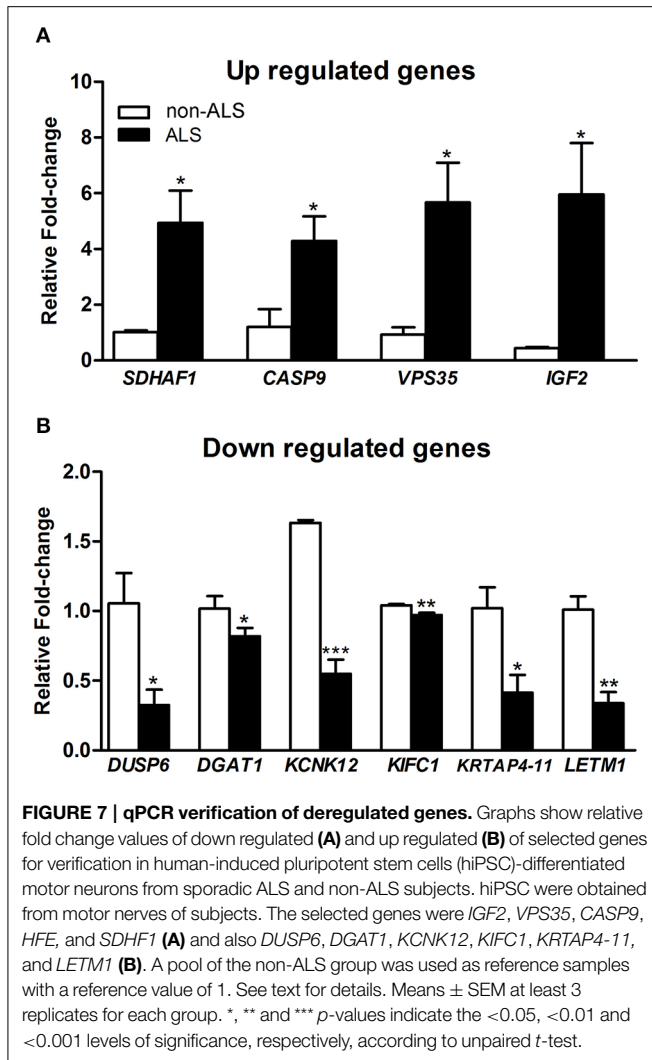 A
Up regulated genes
Relative Fold-change
10
8
6
4
2
0
non-ALS
ALS
*
*
*
*
SDHAF1 CASP9 VPS35 IGF2
B
Down regulated genes
Relative Fold-change
2.0
1.5
1.0
0.5
0.0
*
*
***
**
*
**
DUSP6 DGAT1 KCNK12 KIFC1 KRTAP4-11 LETM1
FIGURE 7 | qPCR verification of deregulated genes. Graphs show relative
fold change values of down regulated (A) and up regulated (B) of selected genes
for verification in human-induced pluripotent stem cells (hiPSC)-differentiated
motor neurons from sporadic ALS and non-ALS subjects. hiPSC were obtained
from motor nerves of subjects. The selected genes were IGF2, VPS35, CASP9,
HFE, and SDHF1 (A) and also DUSP6, DGAT1, KCNK12, KIFC1, KRTAP4-11,
and LETM1 (B). A pool of the non-ALS group was used as reference samples
with a reference value of 1. See text for details. Means ± SEM at least 3
replicates for each group. *, ** and *** p-values indicate the <0.05, <0.01 and
<0.001 levels of significance, respectively, according to unpaired t-test.